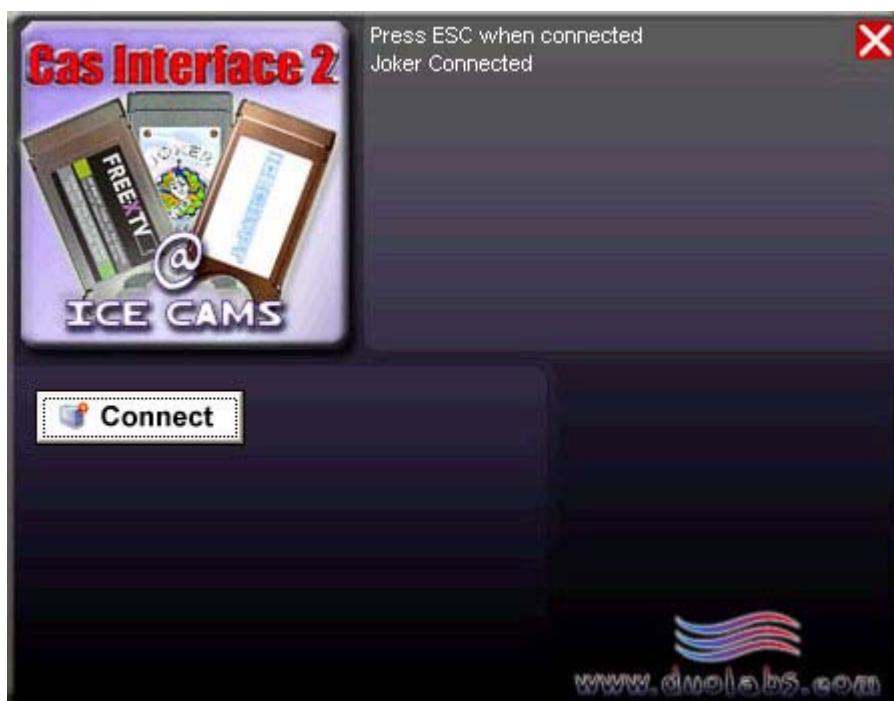 Cas Interface 2
Press ESC when connected
Joker Connected
JOKER
FREEXTV
@
ICE CAMS
Connect
www.duolabs.com